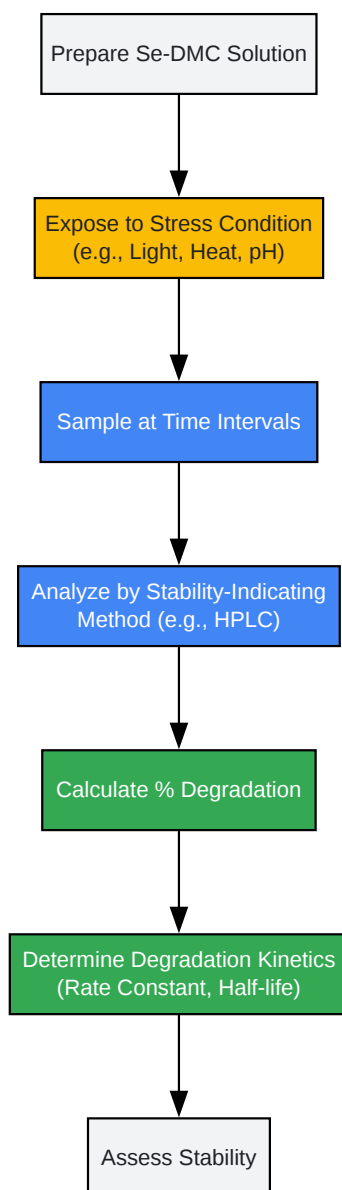 Prepare Se-DMC Solution
Expose to Stress Condition
(e.g., Light, Heat, pH)
Sample at Time Intervals
Analyze by Stability-Indicating
Method (e.g., HPLC)
Calculate % Degradation
Determine Degradation Kinetics
(Rate Constant, Half-life)
Assess Stability